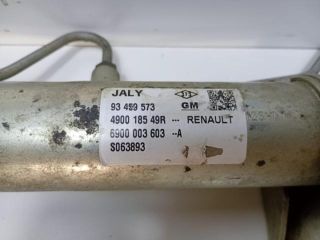 JALY
93 459 573 GM
4900 185 49R --- RENAULT
6900 003 603 --A
S063893